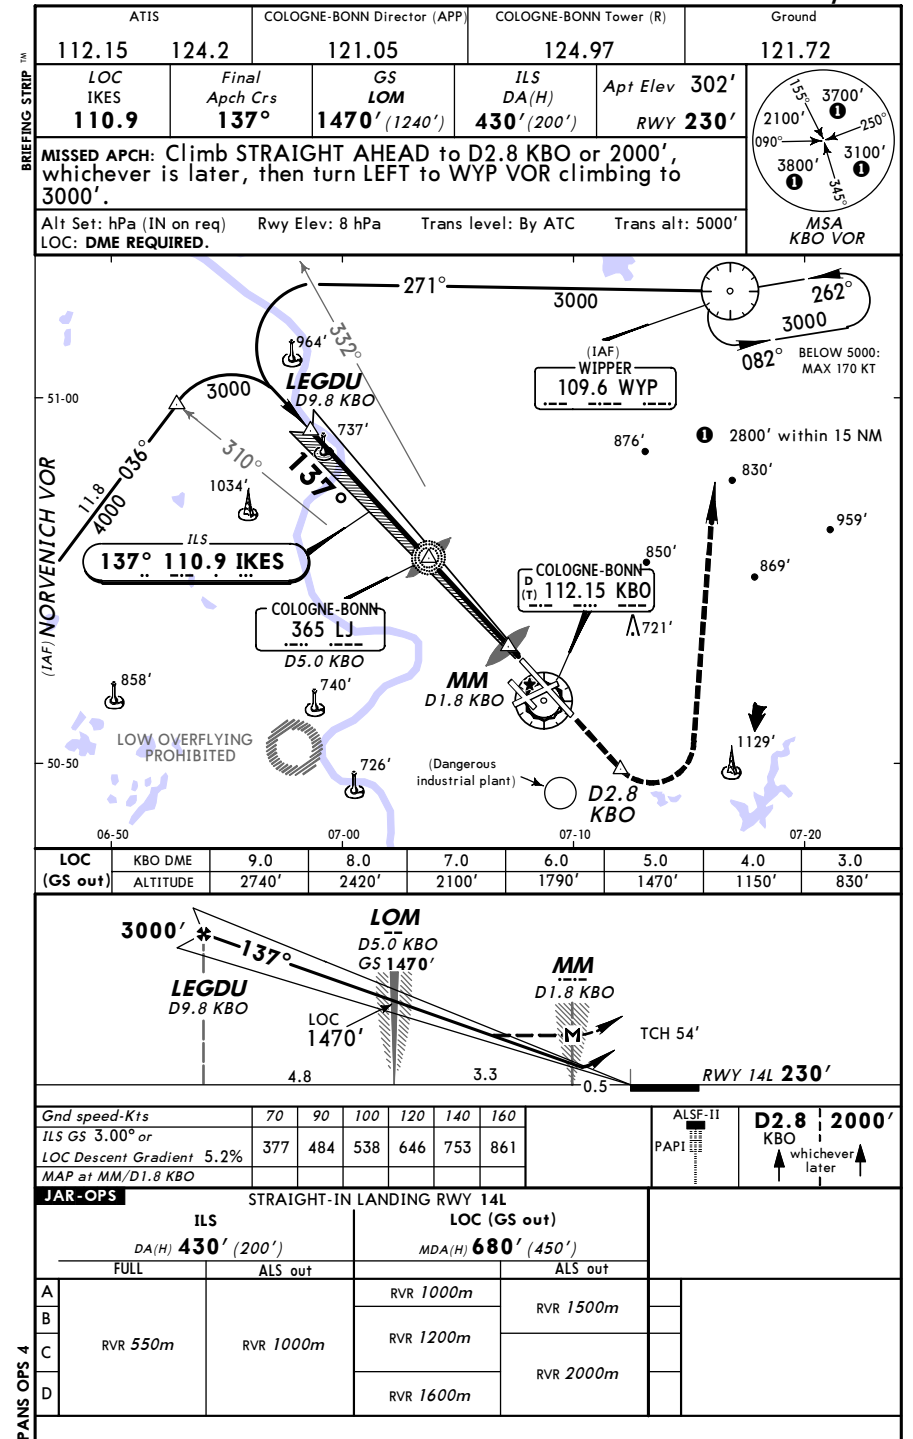 ATIS
112.15 124.2
COLOGNE-BONN Director (APP)
121.05
COLOGNE-BONN Tower (R)
124.97
Ground
121.72
BRIEFING STRIP TM
LOC
IKES
110.9
Final
Apch Crs
137°
GS
LOM
1470' (1240')
ILS
DA(H)
430' (200')
Apt Elev 302'
RWY 230'
MISSED APCH: Climb STRAIGHT AHEAD to D2.8 KBO or 2000',
whichever is later, then turn LEFT to WYP VOR climbing to
3000'.
Alt Set: hPa (IN on req) Rwy Elev: 8 hPa Trans level: By ATC Trans alt: 5000'
LOC: DME REQUIRED.
155°
3700'
1
2100'
250°
090°
3800'
1
3100'
1
345°
MSA
KBO VOR
271°
3000
262°
3000
082°
BELOW 5000:
MAX 170 KT
(IAF)
WIPPER
109.6 WYP
332°
964'
LEGDU
D9.8 KBO
3000
51-00
737'
310°
137°
036°
11.8
4000
1034'
(IAF) NORVENICH VOR
876'
1 2800' within 15 NM
830'
959'
850'
869'
ILS
137° 110.9 IKES
COLOGNE-BONN
D
(T) 112.15 KBO
COLOGNE-BONN
365 LJ
D5.0 KBO
721'
MM
D1.8 KBO
858'
740'
LOW OVERFLYING
PROHIBITED
1129'
50-50
726'
(Dangerous
industrial plant)
D2.8
KBO
06-50 07-00 07-10 07-20
LOC
(GS out)
KBO DME 9.0 8.0 7.0 6.0 5.0 4.0 3.0
ALTITUDE 2740' 2420' 2100' 1790' 1470' 1150' 830'
3000'
137°
LEGDU
D9.8 KBO
LOM
D5.0 KBO
GS 1470'
LOC
1470'
MM
D1.8 KBO
M
TCH 54'
RWY 14L 230'
4.8 3.3 0.5
Gnd speed-Kts 70 90 100 120 140 160
ILS GS 3.00° or
LOC Descent Gradient 5.2% 377 484 538 646 753 861
MAP at MM/D1.8 KBO
ALSF-II
PAPI
D2.8
KBO
2000'
whichever
later
JAR-OPS
STRAIGHT-IN LANDING RWY 14L
ILS
DA(H) 430' (200')
LOC (GS out)
MDA(H) 680' (450')
FULL ALS out ALS out
A
B
C
D
RVR 550m
RVR 1000m
RVR 1000m
RVR 1200m
RVR 1600m
RVR 1500m
RVR 2000m
PANS OPS 4